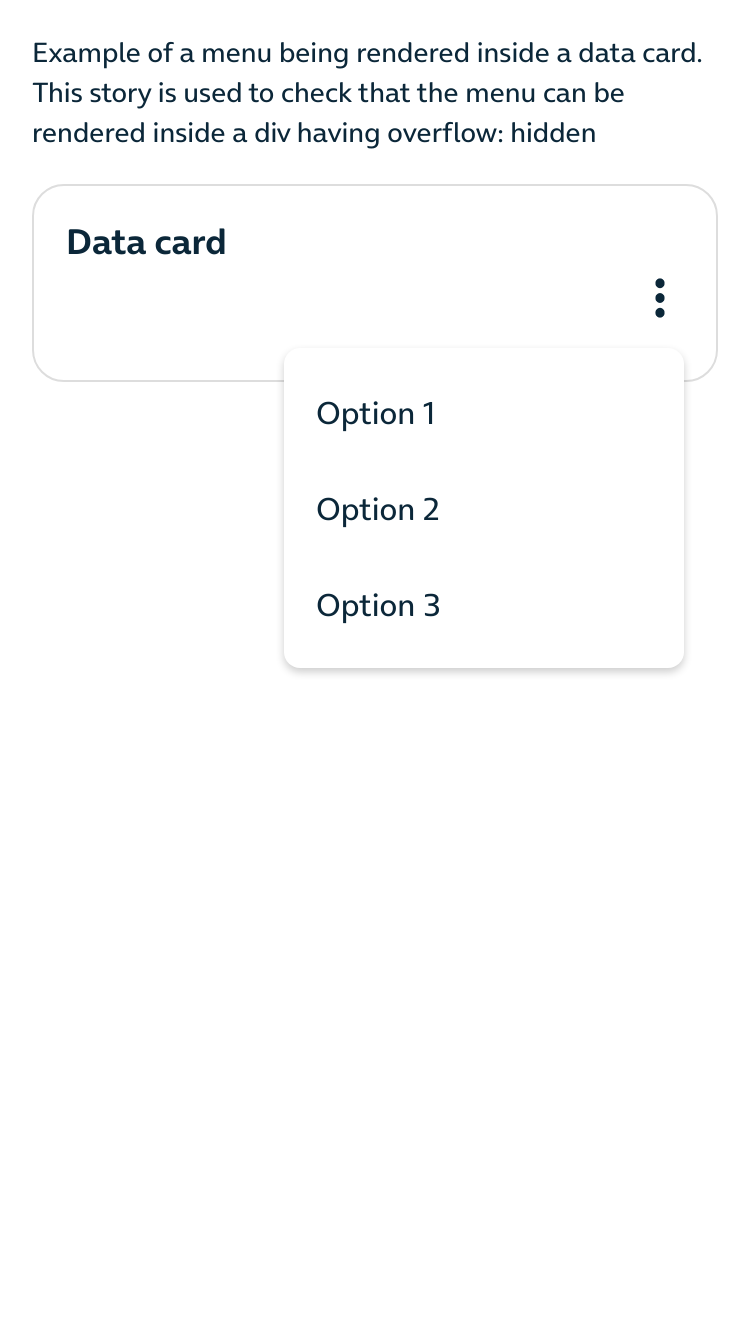 Example of a menu being rendered inside a data card.
This story is used to check that the menu can be
rendered inside a div having overflow: hidden
Data card
Option 1
Option 2
Option 3